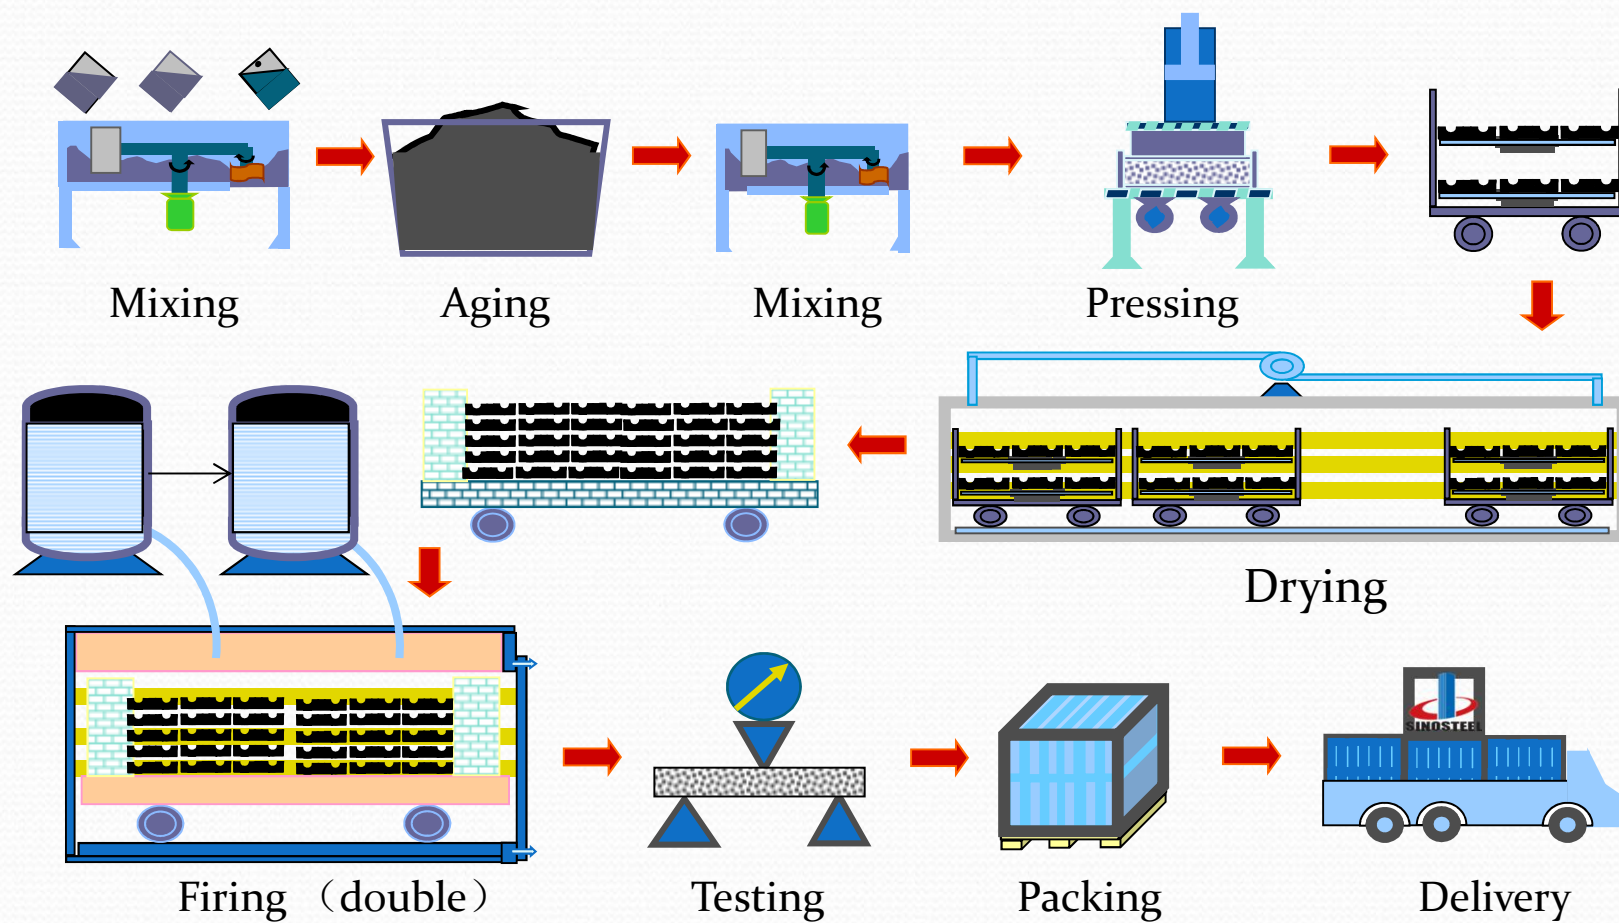 Mixing
Aging
Mixing
Pressing
Drying
SINOSTEEL
Firing （double）
Testing
Packing
Delivery